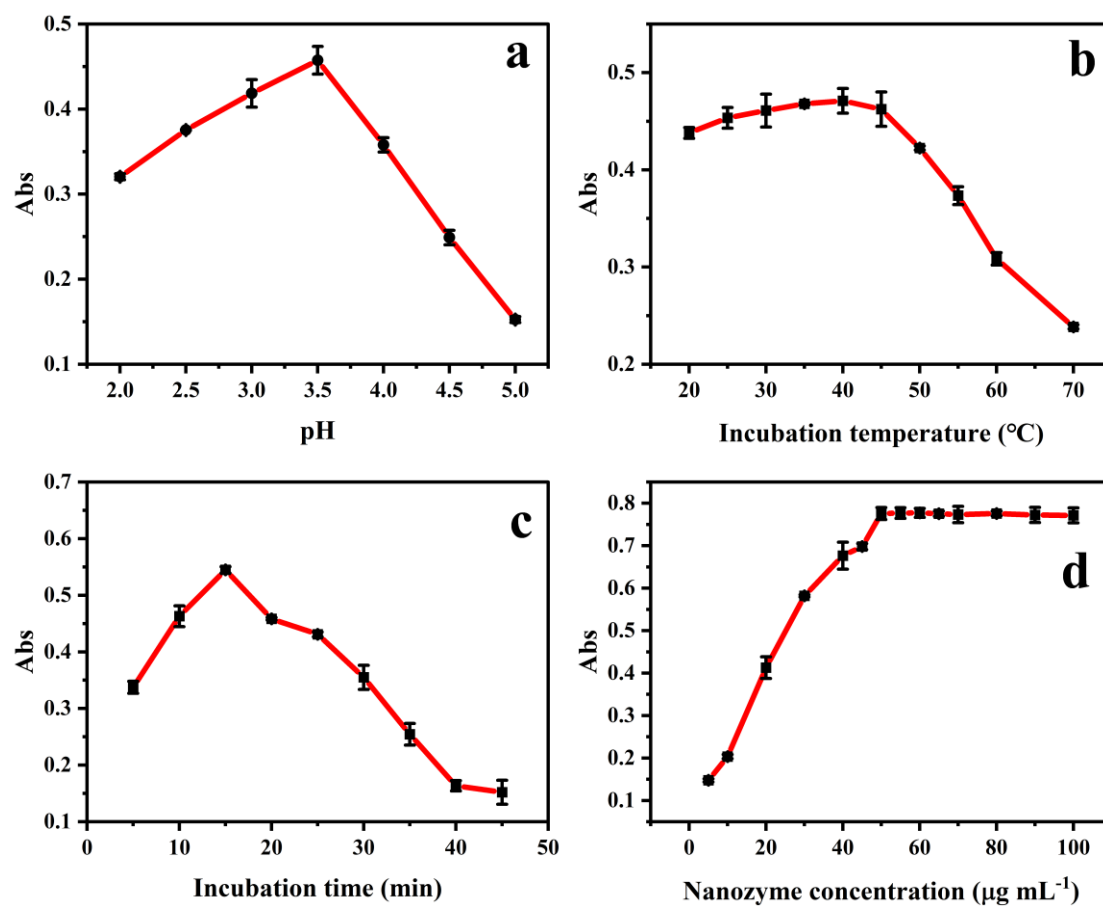 a
0.5
0.4
0.3
0.2
0.1
Abs
2.0 2.5 3.0 3.5 4.0 4.5 5.0
pH
b
0.5
0.4
0.3
0.2
Abs
20 30 40 50 60 70
Incubation temperature (℃)
c
0.7
0.6
0.5
0.4
0.3
0.2
0.1
Abs
0 10 20 30 40 50
Incubation time (min)
d
0.8
0.7
0.6
0.5
0.4
0.3
0.2
0.1
Abs
0 20 40 60 80 100
Nanozyme concentration (μg mL⁻¹)